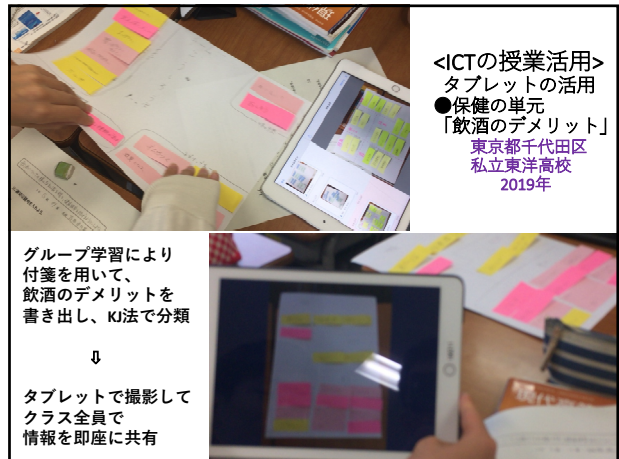 <ICTの授業活用>
タブレットの活用
●保健の単元
「飲酒のデメリット」
東京都千代田区
私立東洋高校
2019年
グループ学習により
付箋を用いて、
飲酒のデメリットを
書き出し、KJ法で分類
⇩
タブレットで撮影して
クラス全員で
情報を即座に共有